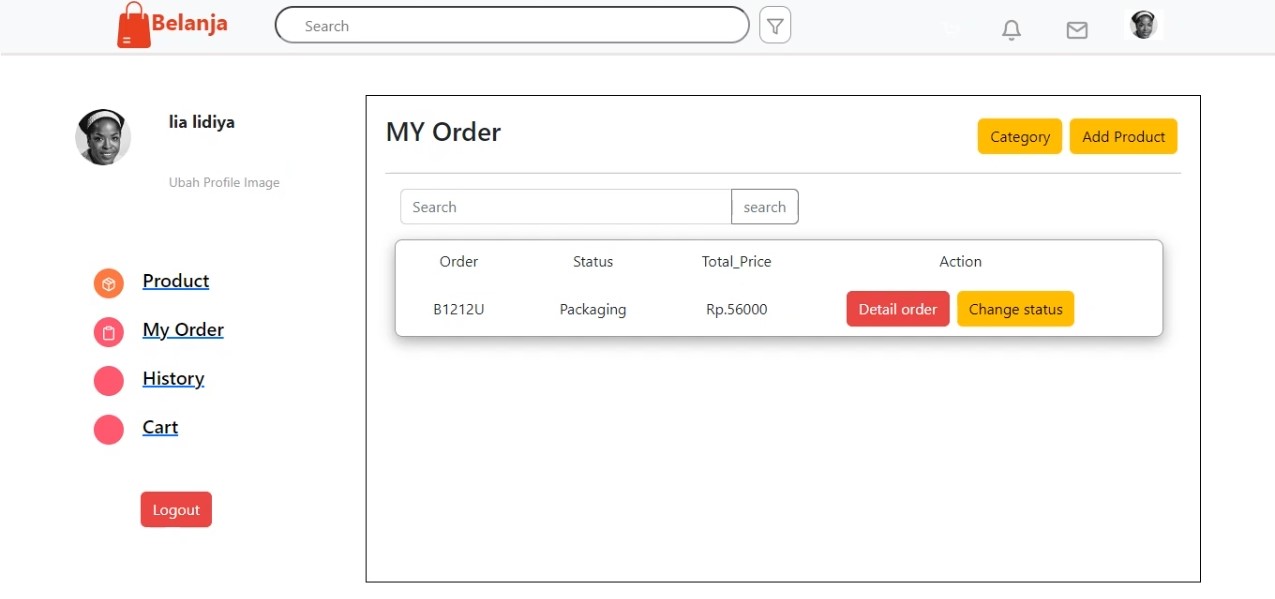 Belanja
Search
lia lidiya
Ubah Profile Image
Product
My Order
History
Cart
Logout
MY Order
Category Add Product
Search search
Order Status Total_Price Action
B1212U Packaging Rp.56000 Detail order Change status